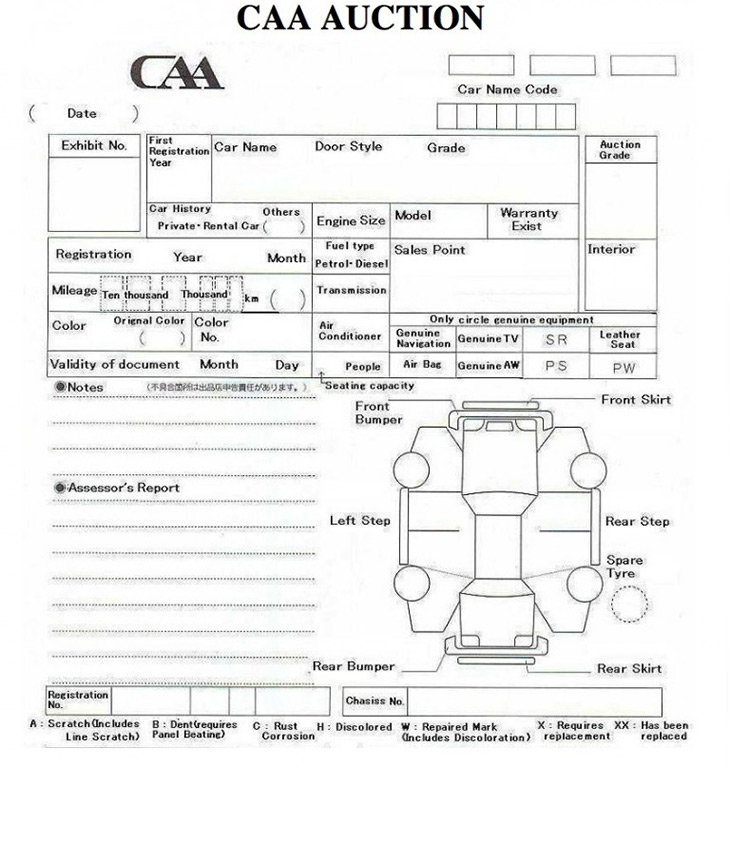 CAA AUCTION
CAA
Car Name Code
( Date )
Exhibit No.
First Registration Year
Car Name Door Style Grade
Auction Grade
Car History Others
Private・Rental Car ( )
Engine Size
Model
Warranty Exist
Registration Year Month
Fuel type
Petrol-Diesel
Sales Point
Interior
Mileage Ten thousand Thousand km ( )
Transmission
Color
Orignal Color
( )
Color No.
Air Conditioner
Only circle genuine equipment
Genuine Navigation
Genuine TV
SR
Leather Seat
Validity of document Month Day
People
Air Bag
Genuine AW
PS
PW
Seating capacity
Notes (不具合箇所は出品店申告責任があります。)
Front Bumper
Front Skirt
Assessor's Report
Left Step
Rear Step
Spare Tyre
Rear Bumper
Rear Skirt
Registration No.
Chasiss No.
A : Scratch(Includes Line Scratch)
B : Dent(requires Panel Beating)
C : Rust Corrosion
H : Discolored
W : Repaired Mark (Includes Discoloration)
X : Requires replacement
XX : Has been replaced